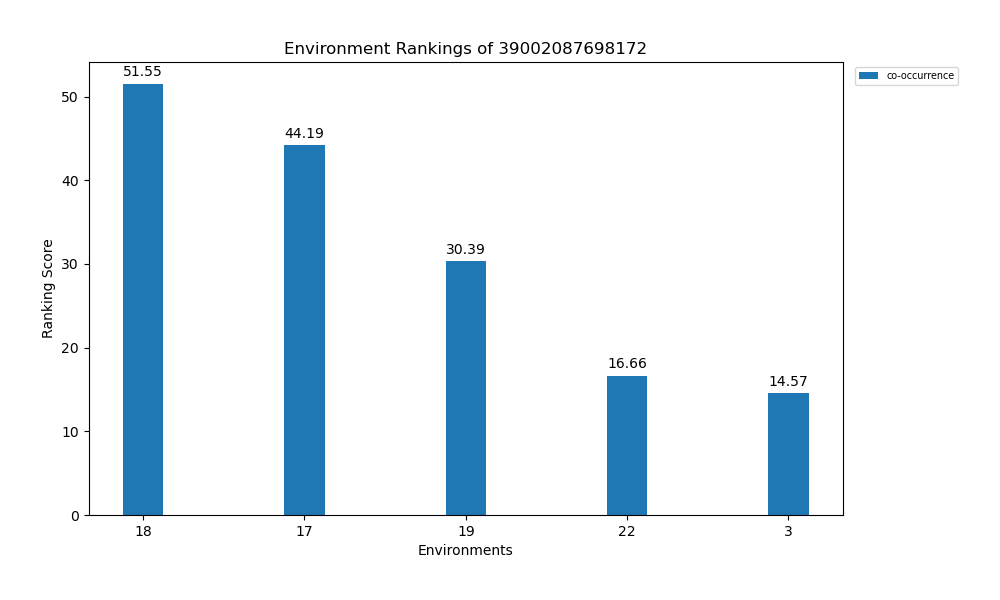 Environment Rankings of 39002087698172
co-occurrence
51.55
44.19
30.39
16.66
14.57
Ranking Score
50
40
30
20
10
0
18 17 19 22 3
Environments